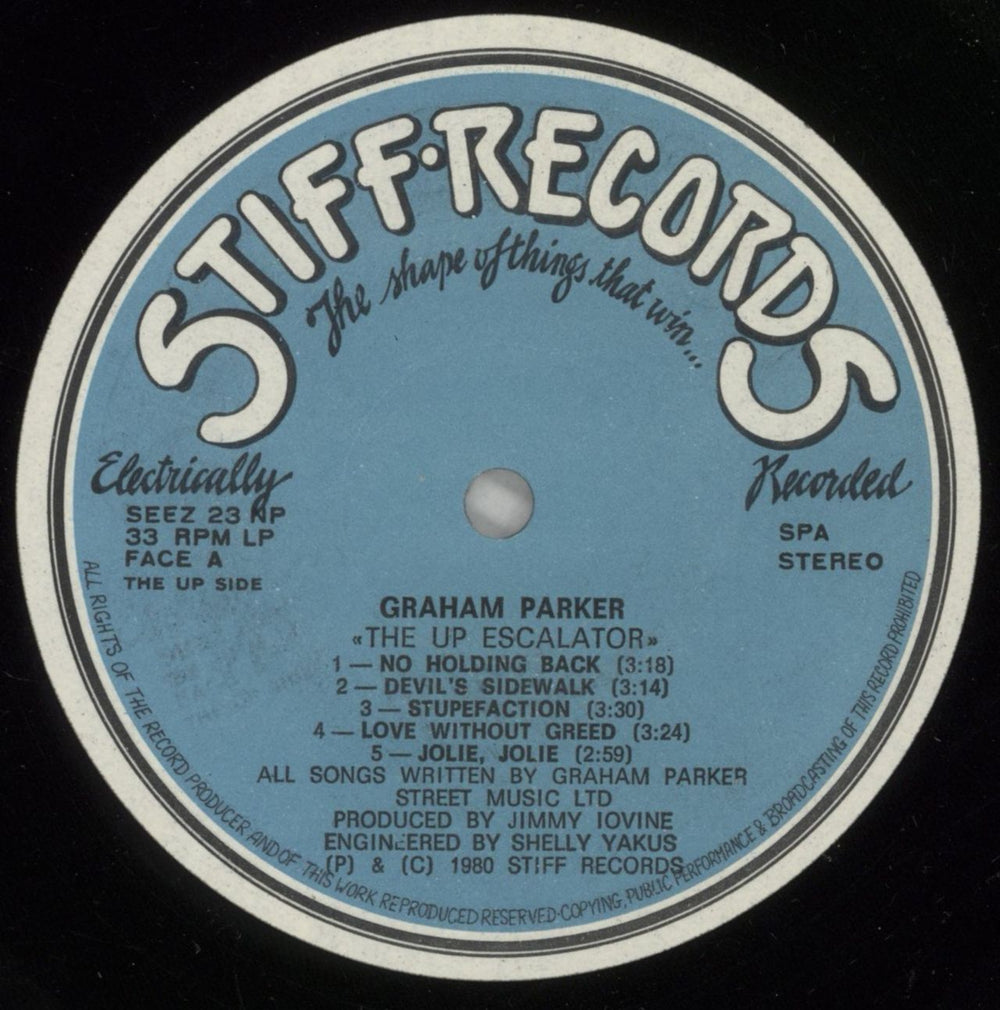 STIFF·RECORDS
The shape of things that win...
Electrically
Recorded
SEEZ 23 NP
33 RPM LP
FACE A
THE UP SIDE
SPA
STEREO
GRAHAM PARKER
«THE UP ESCALATOR»
1 — NO HOLDING BACK (3:18)
2 — DEVIL'S SIDEWALK (3:14)
3 — STUPEFACTION (3:30)
4 — LOVE WITHOUT GREED (3:24)
5 — JOLIE, JOLIE (2:59)
ALL SONGS WRITTEN BY GRAHAM PARKER
STREET MUSIC LTD
PRODUCED BY JIMMY IOVINE
ENGINEERED BY SHELLY YAKUS
(P) & (C) 1980 STIFF RECORDS
ALL RIGHTS OF THE RECORD PRODUCER AND OF THIS WORK REPRODUCED RESERVED·COPYING, PUBLIC PERFORMANCE & BROADCASTING OF THIS RECORD PROHIBITED